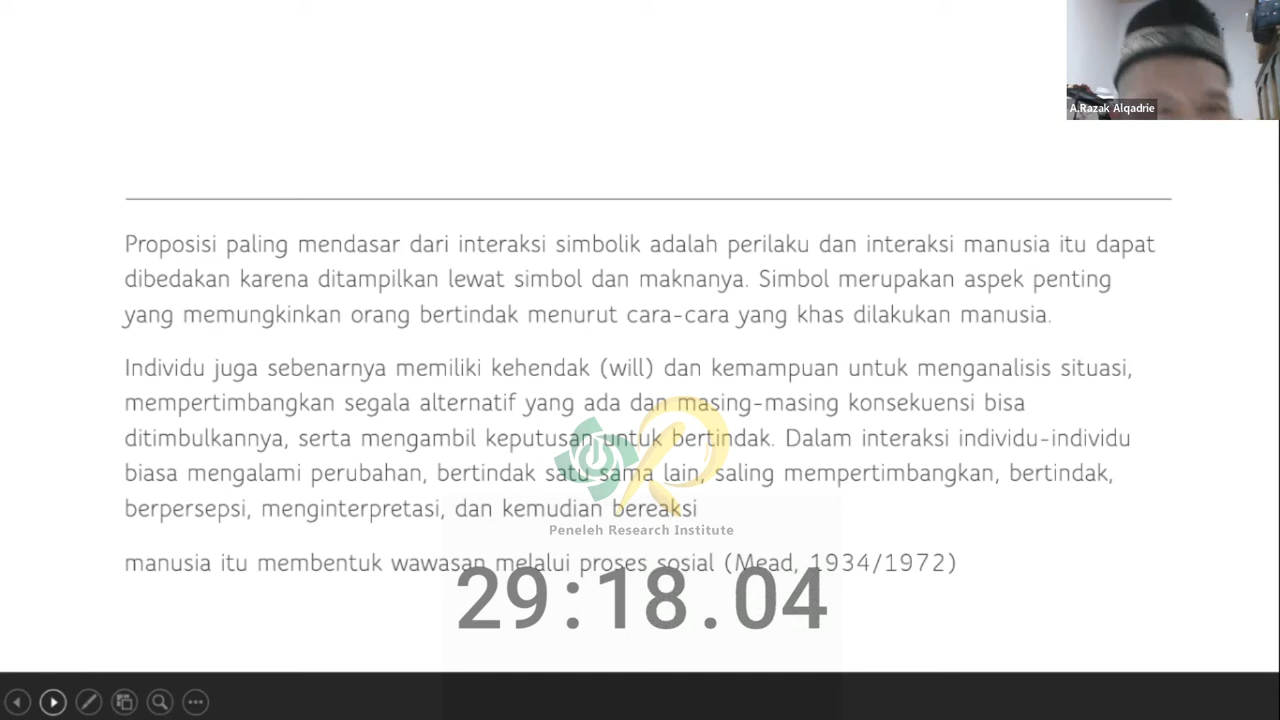 A.Razak Alqadrie
Proposisi paling mendasar dari interaksi simbolik adalah perilaku dan interaksi manusia itu dapat
dibedakan karena ditampilkan lewat simbol dan maknanya. Simbol merupakan aspek penting
yang memungkinkan orang bertindak menurut cara-cara yang khas dilakukan manusia.
Individu juga sebenarnya memiliki kehendak (will) dan kemampuan untuk menganalisis situasi,
mempertimbangkan segala alternatif yang ada dan masing-masing konsekuensi bisa
ditimbulkannya, serta mengambil keputusan untuk bertindak. Dalam interaksi individu-individu
biasa mengalami perubahan, bertindak satu sama lain, saling mempertimbangkan, bertindak,
berpersepsi, menginterpretasi, dan kemudian bereaksi
Peneleh Research Institute
manusia itu membentuk wawasan melalui proses sosial (Mead, 1934/1972)
29:18.04